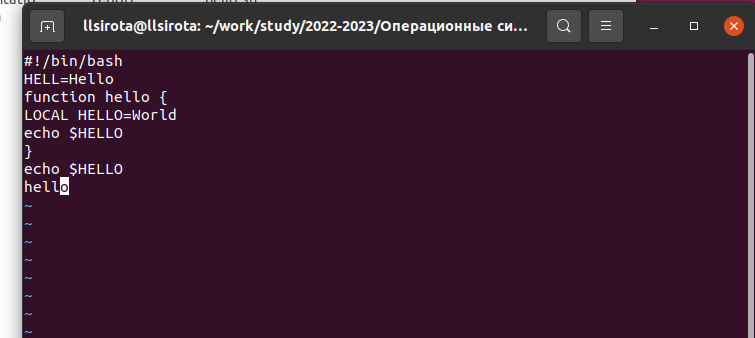 llsirota@llsirota: ~/work/study/2022-2023/Операционные си…
#!/bin/bash
HELL=Hello
function hello {
LOCAL HELLO=World
echo $HELLO
}
echo $HELLO
hello
~
~
~
~
~
~
~
~